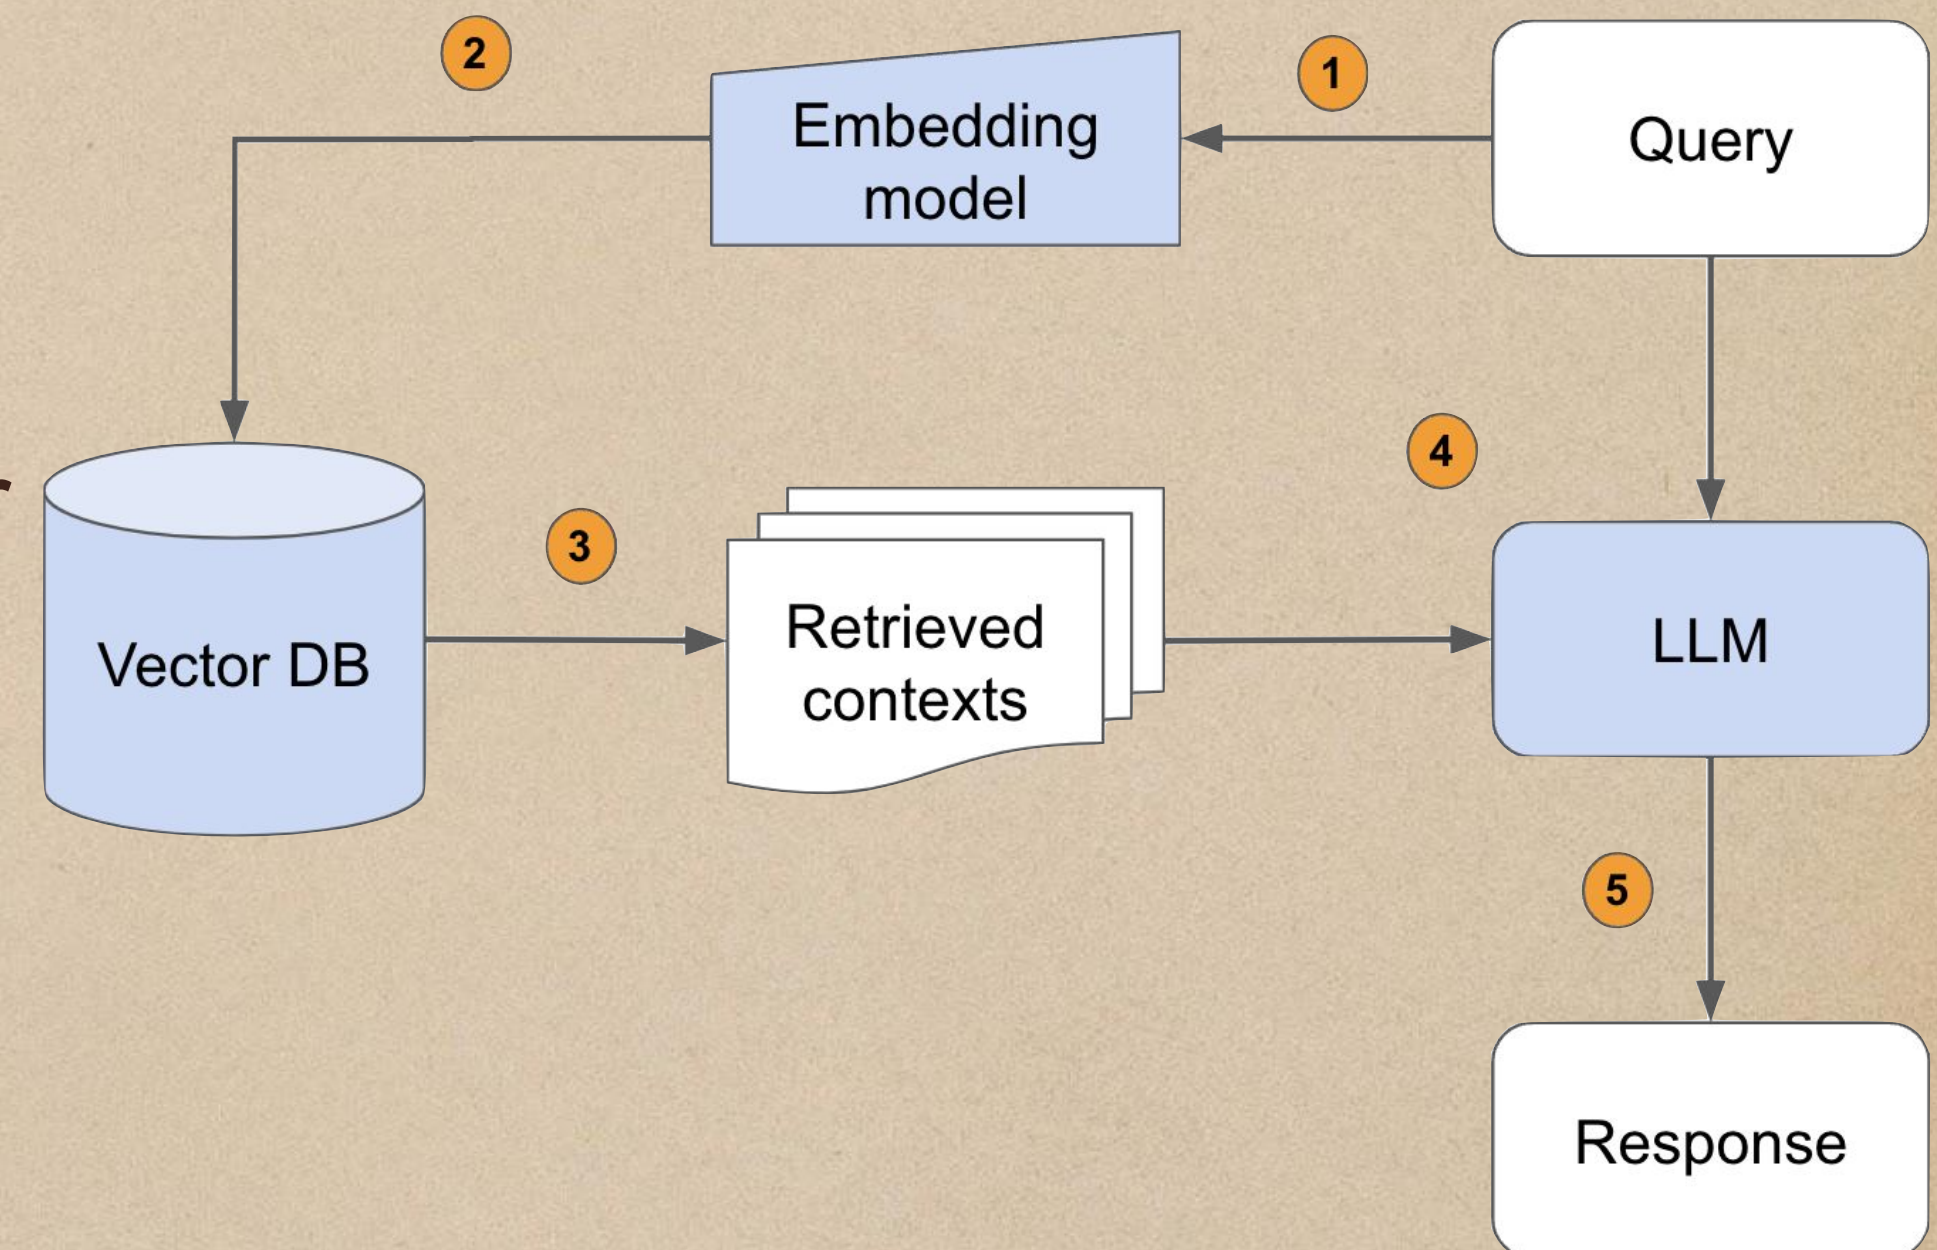 2
1
Embedding
model
Query
4
3
Vector DB
Retrieved
contexts
LLM
5
Response